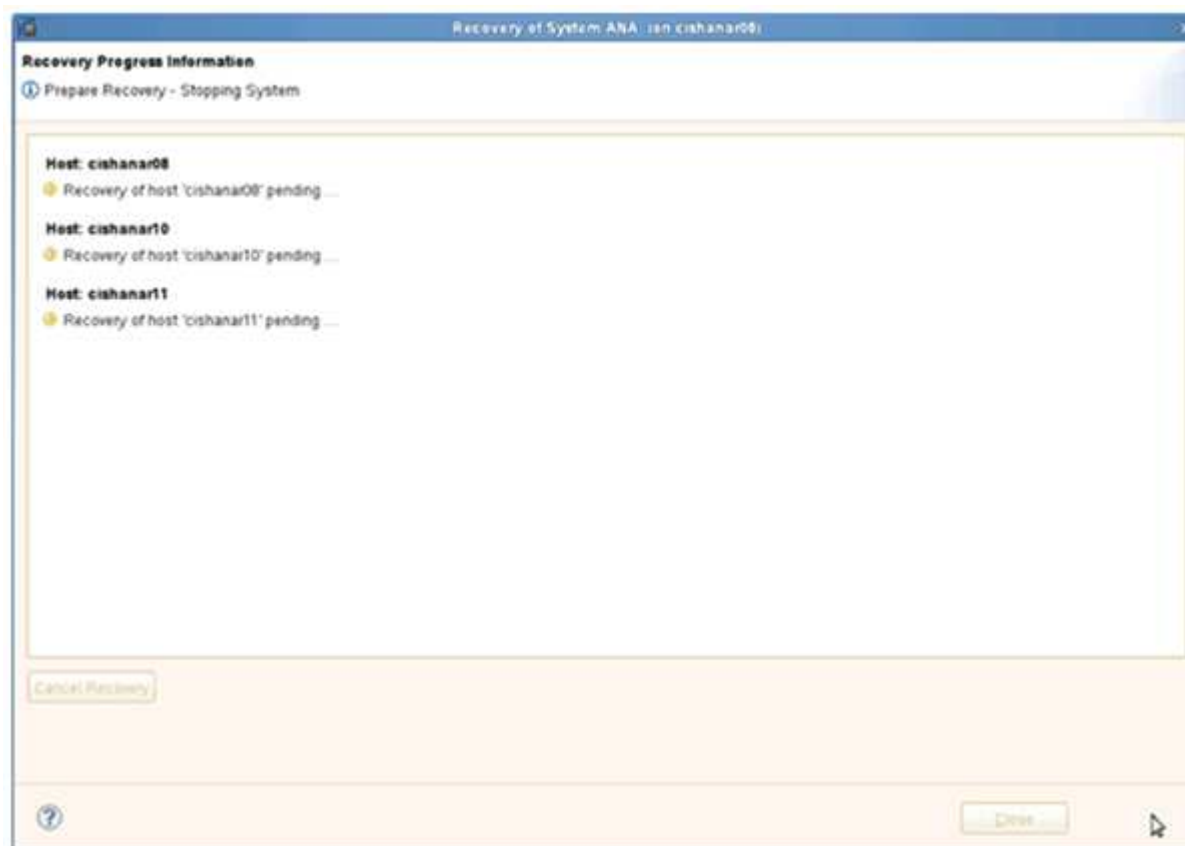 Recovery of System ANA (on cishanar08)
Recovery Progress Information
Prepare Recovery - Stopping System
Host: cishanar08
Recovery of host 'cishanar08' pending ...
Host: cishanar10
Recovery of host 'cishanar10' pending ...
Host: cishanar11
Recovery of host 'cishanar11' pending ...
Cancel Recovery
Close